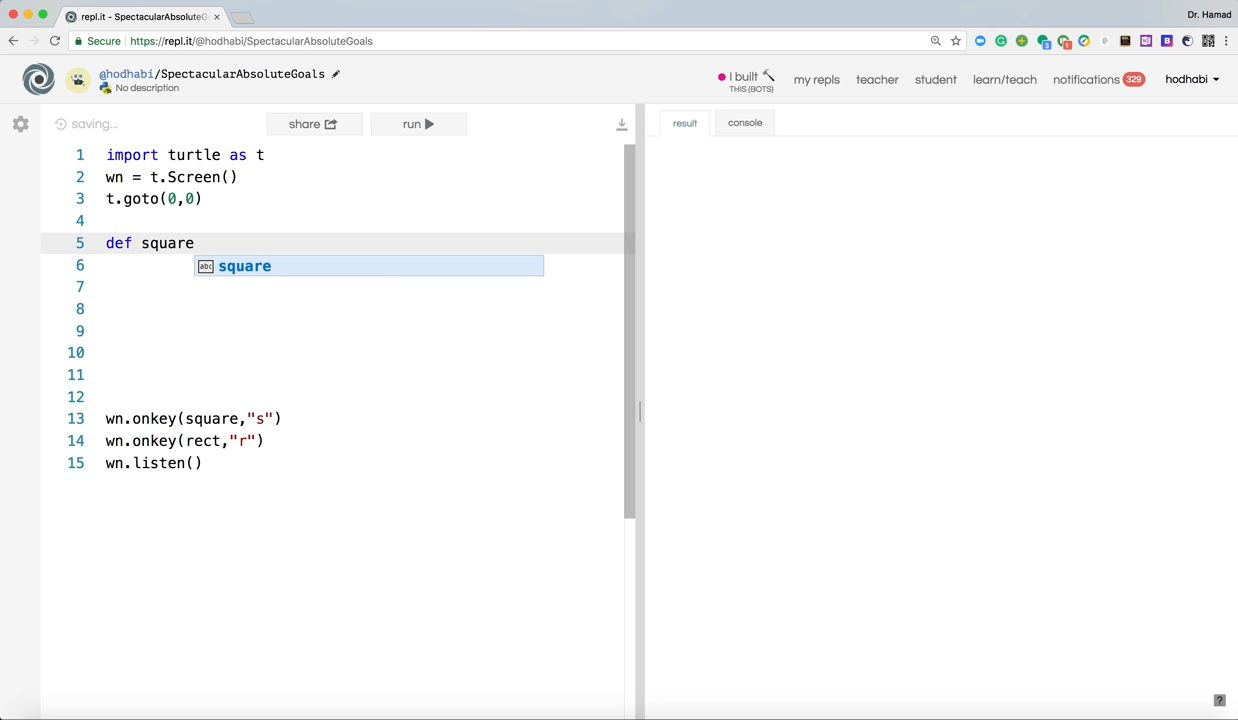 repl.it - SpectacularAbsoluteG
Dr. Hamad
Secure https://repl.it/@hodhabi/SpectacularAbsoluteGoals
@hodhabi/SpectacularAbsoluteGoals
No description
I built
THIS (BOTS)
my repls
teacher
student
learn/teach
notifications 329
hodhabi
saving...
share
run
result
console
1 import turtle as t
2 wn = t.Screen()
3 t.goto(0,0)
4
5 def square
abc square
6
7
8
9
10
11
12
13 wn.onkey(square,"s")
14 wn.onkey(rect,"r")
15 wn.listen()
?